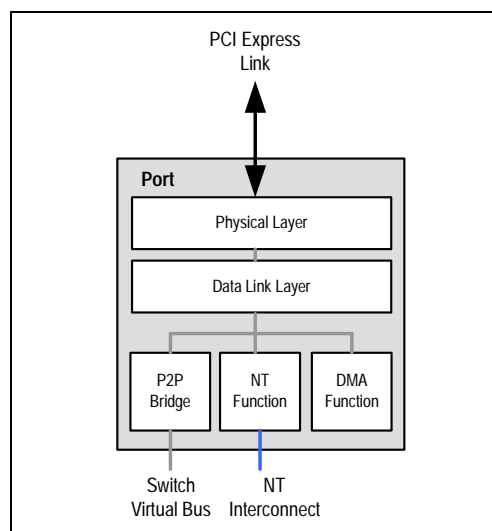 PCI Express
Link
Port
Physical Layer
Data Link Layer
P2P
Bridge
NT
Function
DMA
Function
Switch
Virtual Bus
NT
Interconnect